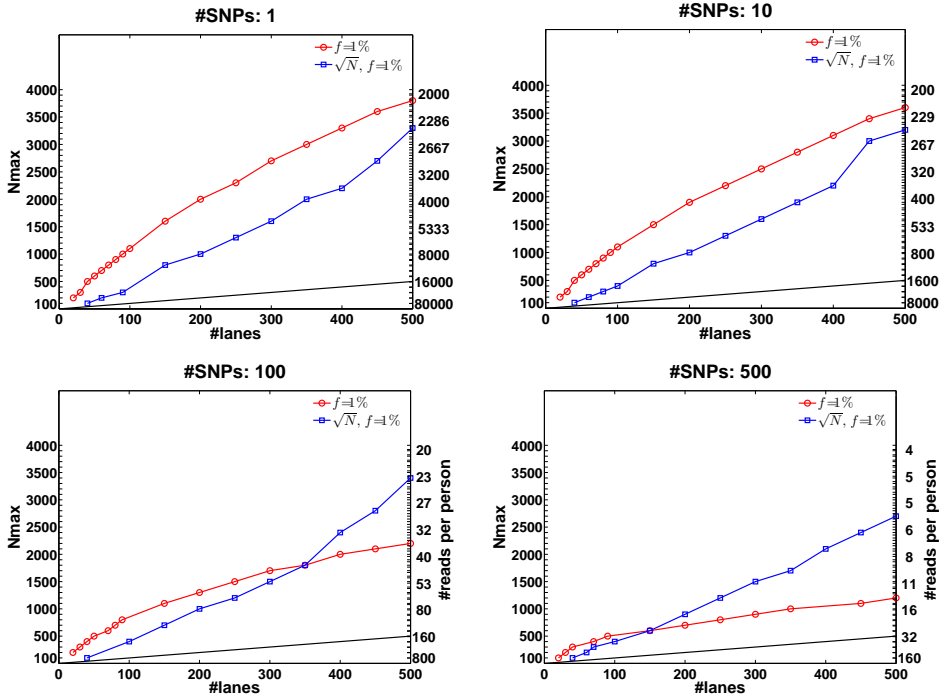 #SNPs: 1
f=1%
√N, f=1%
Nmax
4000
3500
3000
2500
2000
1500
1000
500
100
2000
2286
2667
3200
4000
5333
8000
16000
80000
0 100 200 300 400 500
#lanes
#SNPs: 10
f=1%
√N, f=1%
Nmax
4000
3500
3000
2500
2000
1500
1000
500
100
200
229
267
320
400
533
800
1600
8000
0 100 200 300 400 500
#lanes
#SNPs: 100
f=1%
√N, f=1%
Nmax
4000
3500
3000
2500
2000
1500
1000
500
100
20
23
27
32
40
53
80
160
800
#reads per person
0 100 200 300 400 500
#lanes
#SNPs: 500
f=1%
√N, f=1%
Nmax
4000
3500
3000
2500
2000
1500
1000
500
100
4
5
5
6
8
11
16
32
160
#reads per person
0 100 200 300 400 500
#lanes